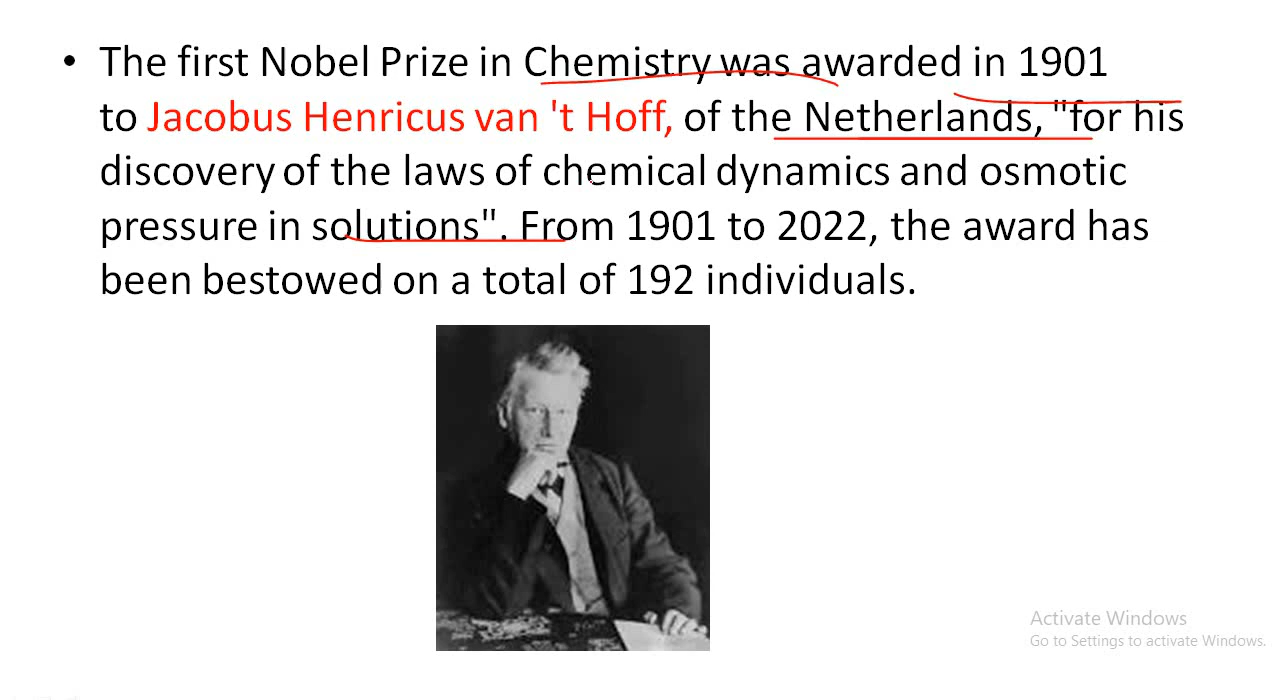 • The first Nobel Prize in Chemistry was awarded in 1901
to Jacobus Henricus van 't Hoff, of the Netherlands, "for his
discovery of the laws of chemical dynamics and osmotic
pressure in solutions". From 1901 to 2022, the award has
been bestowed on a total of 192 individuals.
Activate Windows
Go to Settings to activate Windows.